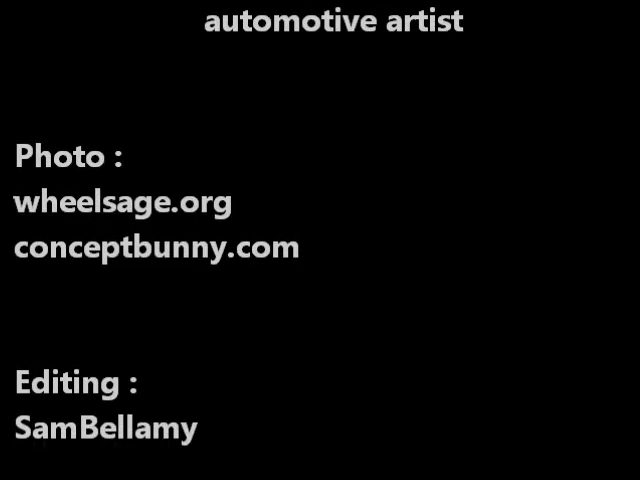 automotive artist
Photo :
wheelsage.org
conceptbunny.com
Editing :
SamBellamy